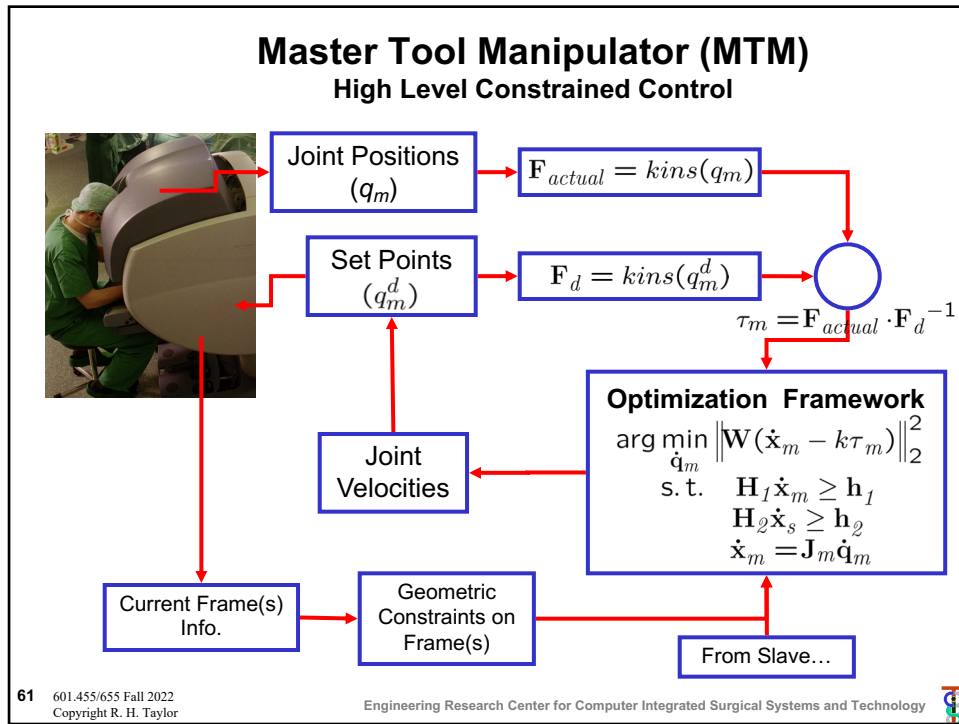 Master Tool Manipulator (MTM)
High Level Constrained Control
Joint Positions
(q_m)
F_actual = kins(q_m)
Set Points
(q_m^d)
F_d = kins(q_m^d)
τ_m = F_actual · F_d^−1
Optimization Framework
arg min_q̇_m ‖W(ẋ_m − kτ_m)‖_2^2
s.t. H_1ẋ_m ≥ h_1
H_2ẋ_s ≥ h_2
ẋ_m = J_m q̇_m
Joint
Velocities
Current Frame(s)
Info.
Geometric
Constraints on
Frame(s)
From Slave…
61 601.455/655 Fall 2022
Copyright R. H. Taylor
Engineering Research Center for Computer Integrated Surgical Systems and Technology